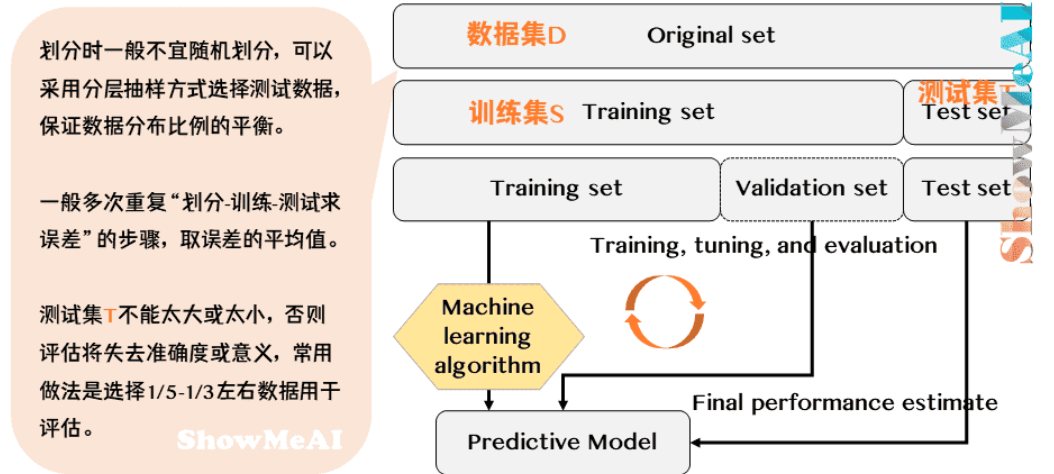 划分时一般不宜随机划分，可以
采用分层抽样方式选择测试数据，
保证数据分布比例的平衡。
一般多次重复“划分-训练-测试求
误差”的步骤，取误差的平均值。
测试集T不能太大或太小，否则
评估将失去准确度或意义，常用
做法是选择1/5-1/3左右数据用于
评估。
ShowMeAI
数据集D Original set
训练集S Training set
测试集T
Test set
Training set
Validation set
Test set
Training, tuning, and evaluation
Machine
learning
algorithm
Final performance estimate
Predictive Model
ShowMeAI